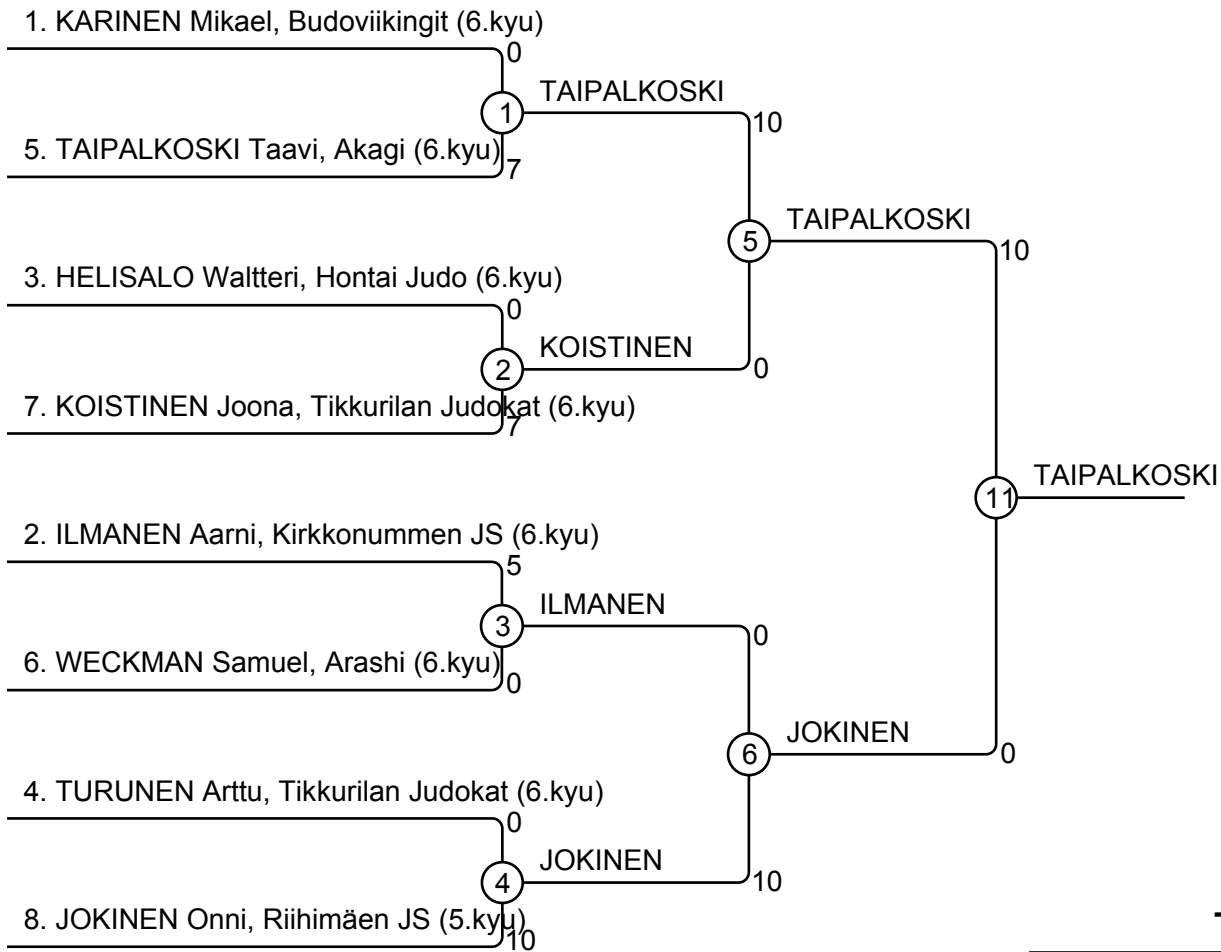 1. KARINEN Mikael, Budoviikingit (6.kyu)
0
TAIPALKOSKI
1
10
5. TAIPALKOSKI Taavi, Akagi (6.kyu)
7
TAIPALKOSKI
5
10
3. HELISALO Waltteri, Hontai Judo (6.kyu)
0
KOISTINEN
2
0
7. KOISTINEN Joona, Tikkurilan Judokat (6.kyu)
7
TAIPALKOSKI
11
2. ILMANEN Aarni, Kirkkonummen JS (6.kyu)
5
ILMANEN
3
0
6. WECKMAN Samuel, Arashi (6.kyu)
0
JOKINEN
6
0
4. TURUNEN Arttu, Tikkurilan Judokat (6.kyu)
0
JOKINEN
4
10
8. JOKINEN Onni, Riihimäen JS (5.kyu)
10